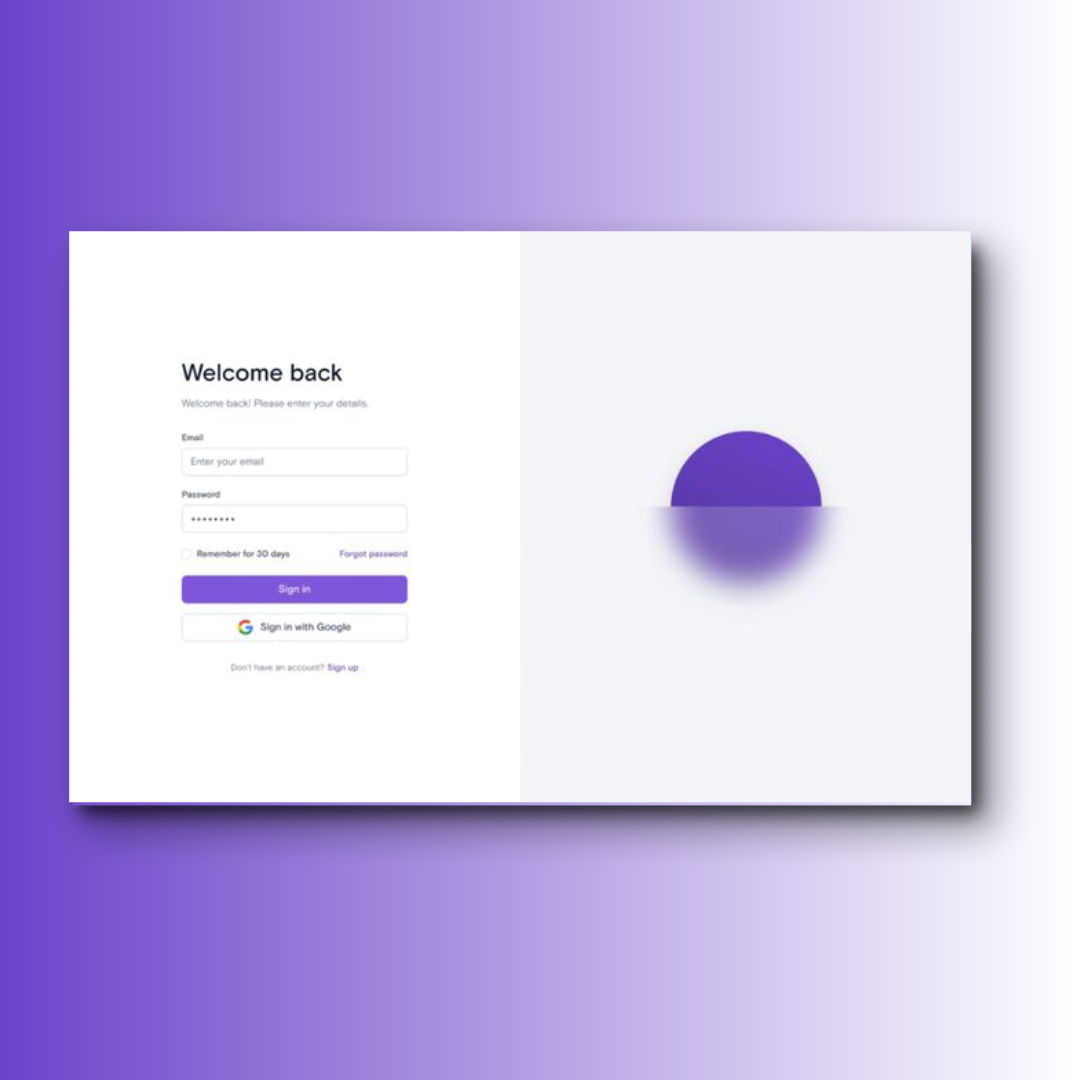 Welcome back
Welcome back! Please enter your details.
Email
Enter your email
Password
••••••••
Remember for 30 days Forgot password
Sign in
Sign in with Google
Don't have an account? Sign up